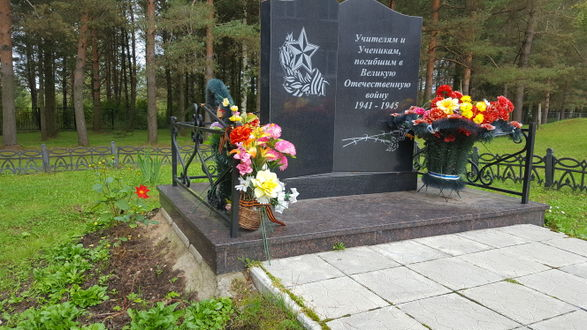 Учителям и
Ученикам,
погибшим в
Великую
Отечественную
войну
1941 - 1945